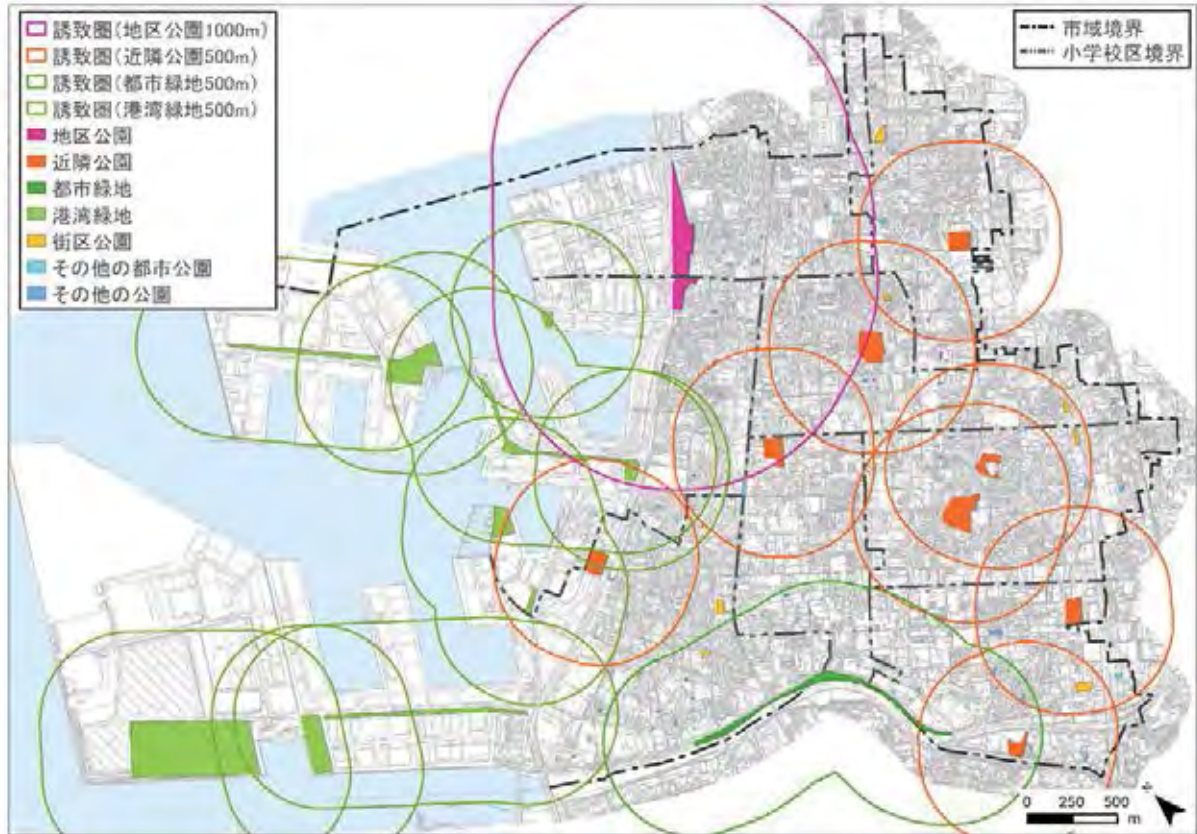 誘致圏(地区公園1000m)
誘致圏(近隣公園500m)
誘致圏(都市緑地500m)
誘致圏(港湾緑地500m)
地区公園
近隣公園
都市緑地
港湾緑地
街区公園
その他の都市公園
その他の公園
市域境界
小学校区境界
0 250 500
m